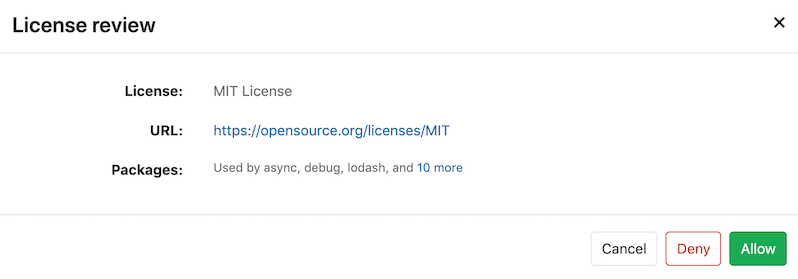 License review
License: MIT License
URL: https://opensource.org/licenses/MIT
Packages: Used by async, debug, lodash, and 10 more
Cancel Deny Allow